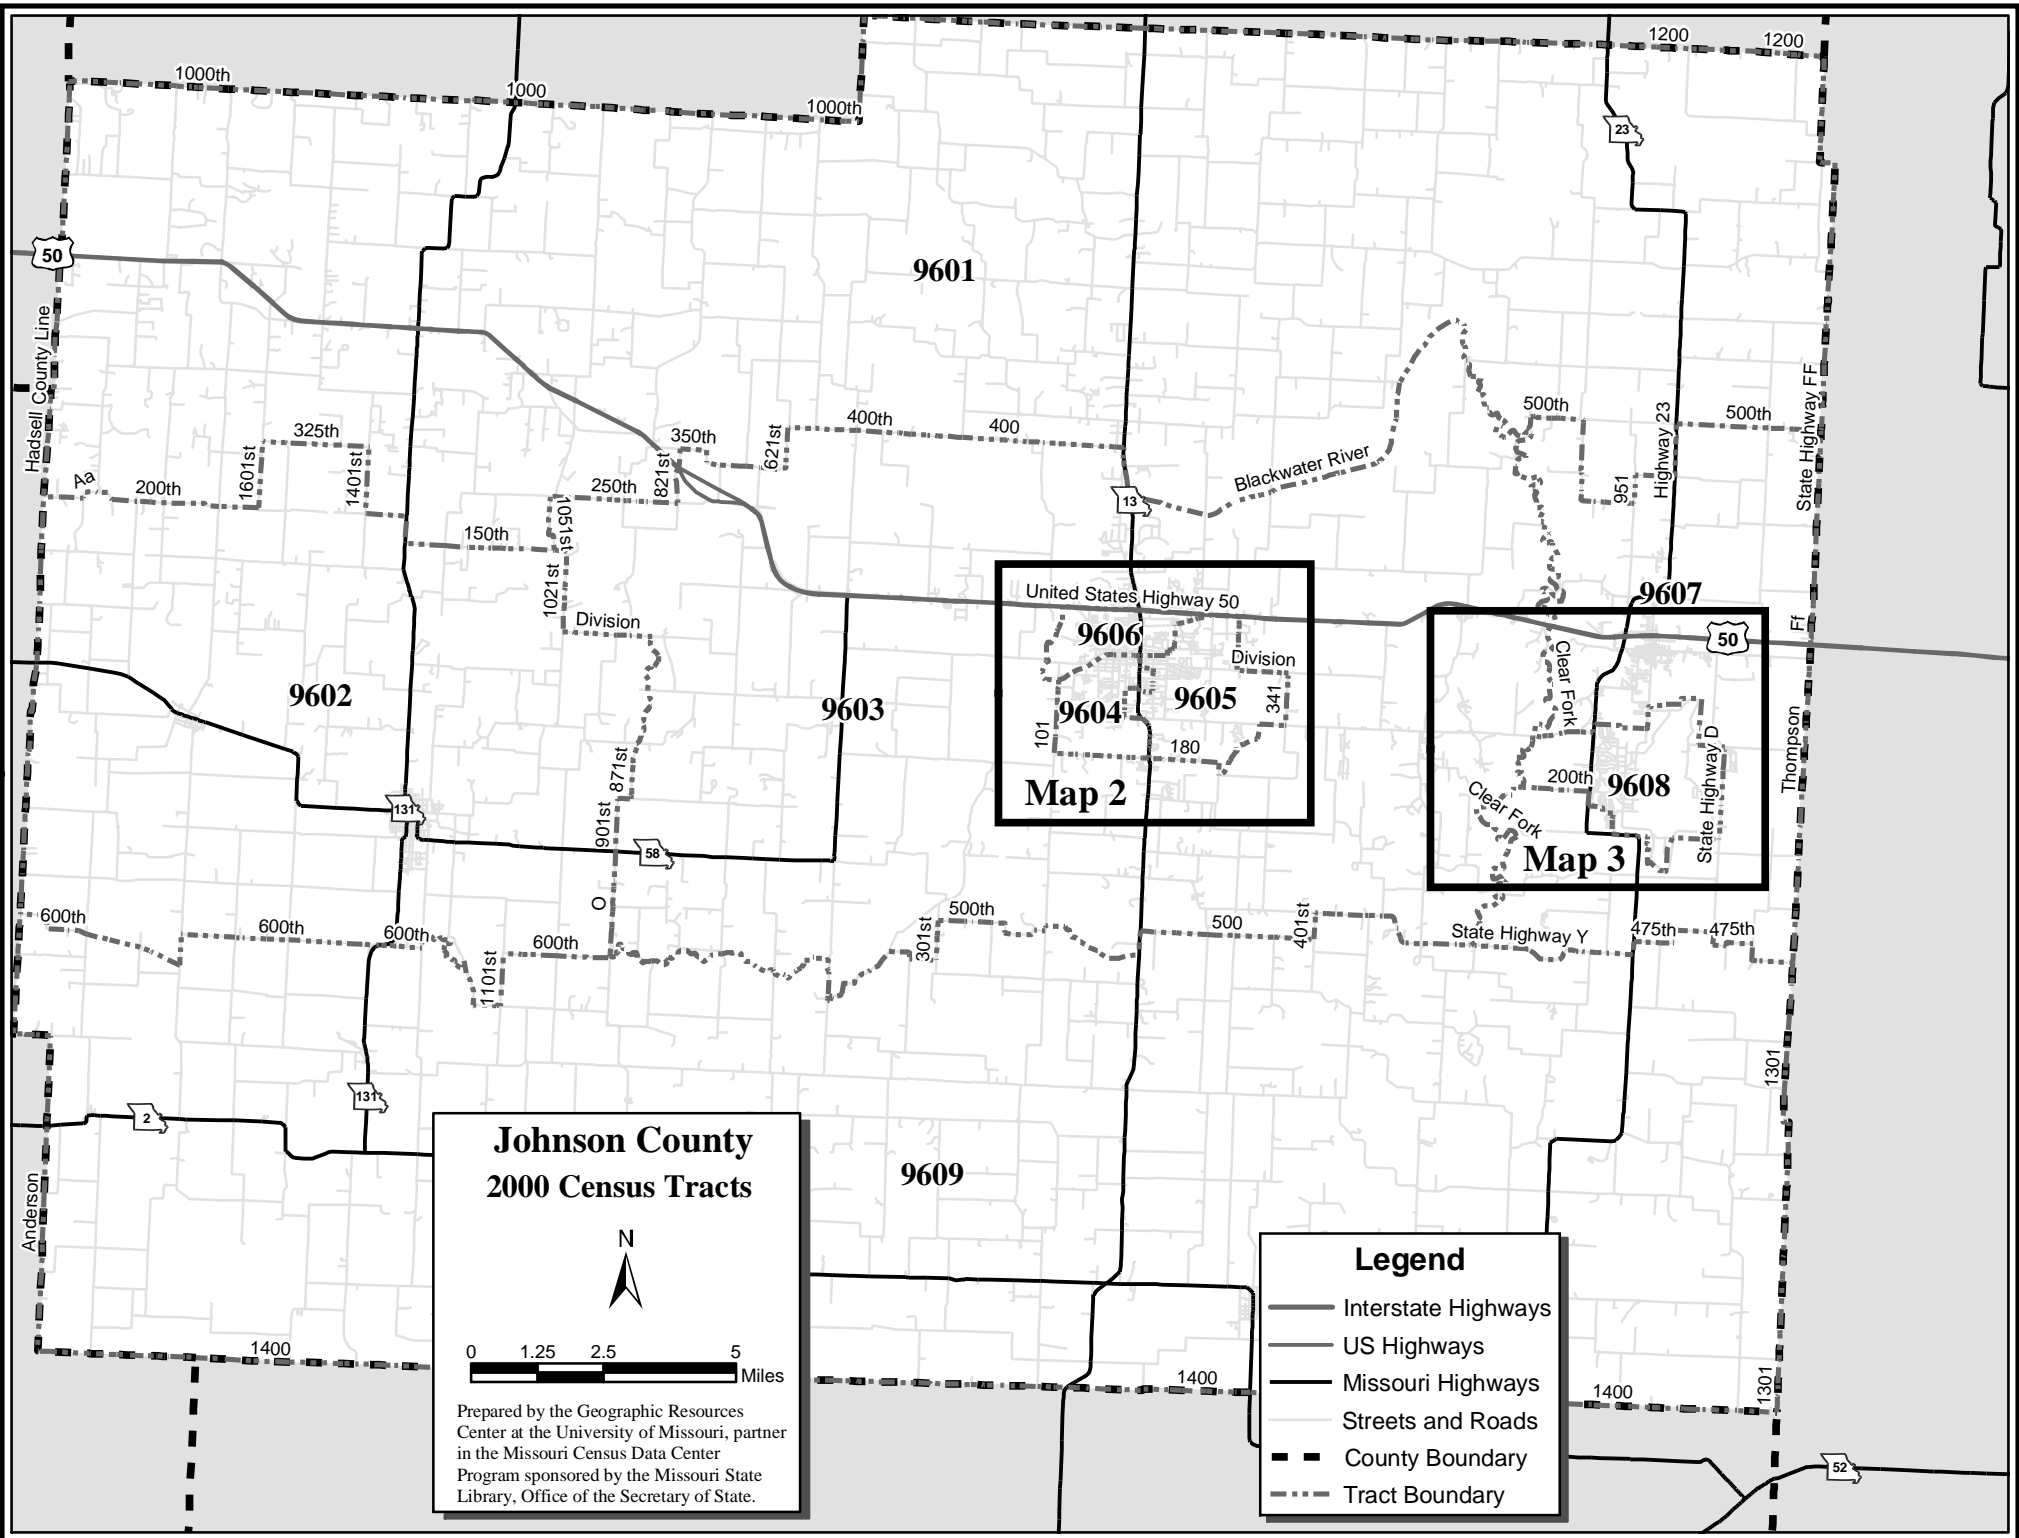 1200
1200
1000th
1000
1000th
23
50
9601
Hadsell
County Line
State Highway FF
325th
1601st
1401st
Aa
200th
350th
821st
621st
400th
400
250th
1051st
150th
1021st
Blackwater River
13
500th
951
Highway 23
500th
United States Highway 50
9607
50
Ff
9606
Division
Division
9602
9603
9604
9605
341
101
180
Map 2
Clear Fork
Clear Fork
200th
9608
State Highway D
Map 3
Thompson
871st
901st
131
58
O
600th
600th
600th
600th
1101st
301st
500th
500
401st
State Highway Y
475th
475th
1301
2
131
Anderson
9609
Johnson County
2000 Census Tracts
N
0 1.25 2.5 5
Miles
Prepared by the Geographic Resources
Center at the University of Missouri, partner
in the Missouri Census Data Center
Program sponsored by the Missouri State
Library, Office of the Secretary of State.
Legend
Interstate Highways
US Highways
Missouri Highways
Streets and Roads
County Boundary
Tract Boundary
1400
1400
1400
1301
52